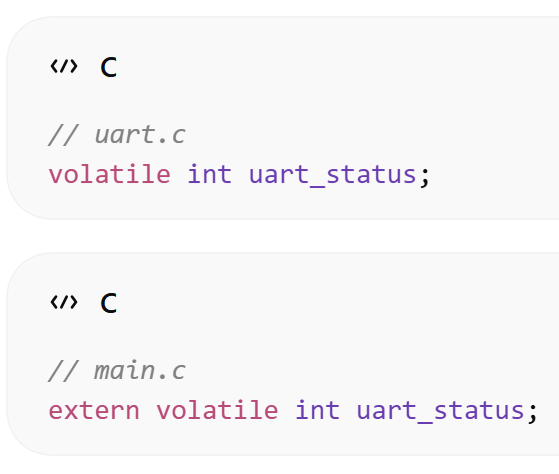 C
// uart.c
volatile int uart_status;
C
// main.c
extern volatile int uart_status;